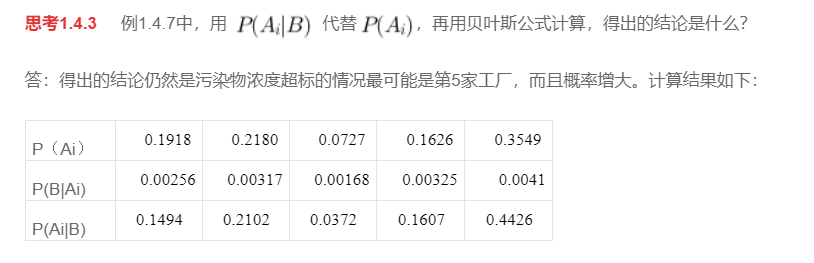 思考1.4.3 例1.4.7中，用 P(Aᵢ|B) 代替 P(Aᵢ)，再用贝叶斯公式计算，得出的结论是什么？
答：得出的结论仍然是污染物浓度超标的情况最可能是第5家工厂，而且概率增大。计算结果如下：
P（Ai） 0.1918 0.2180 0.0727 0.1626 0.3549
P(B|Ai) 0.00256 0.00317 0.00168 0.00325 0.0041
P(Ai|B) 0.1494 0.2102 0.0372 0.1607 0.4426